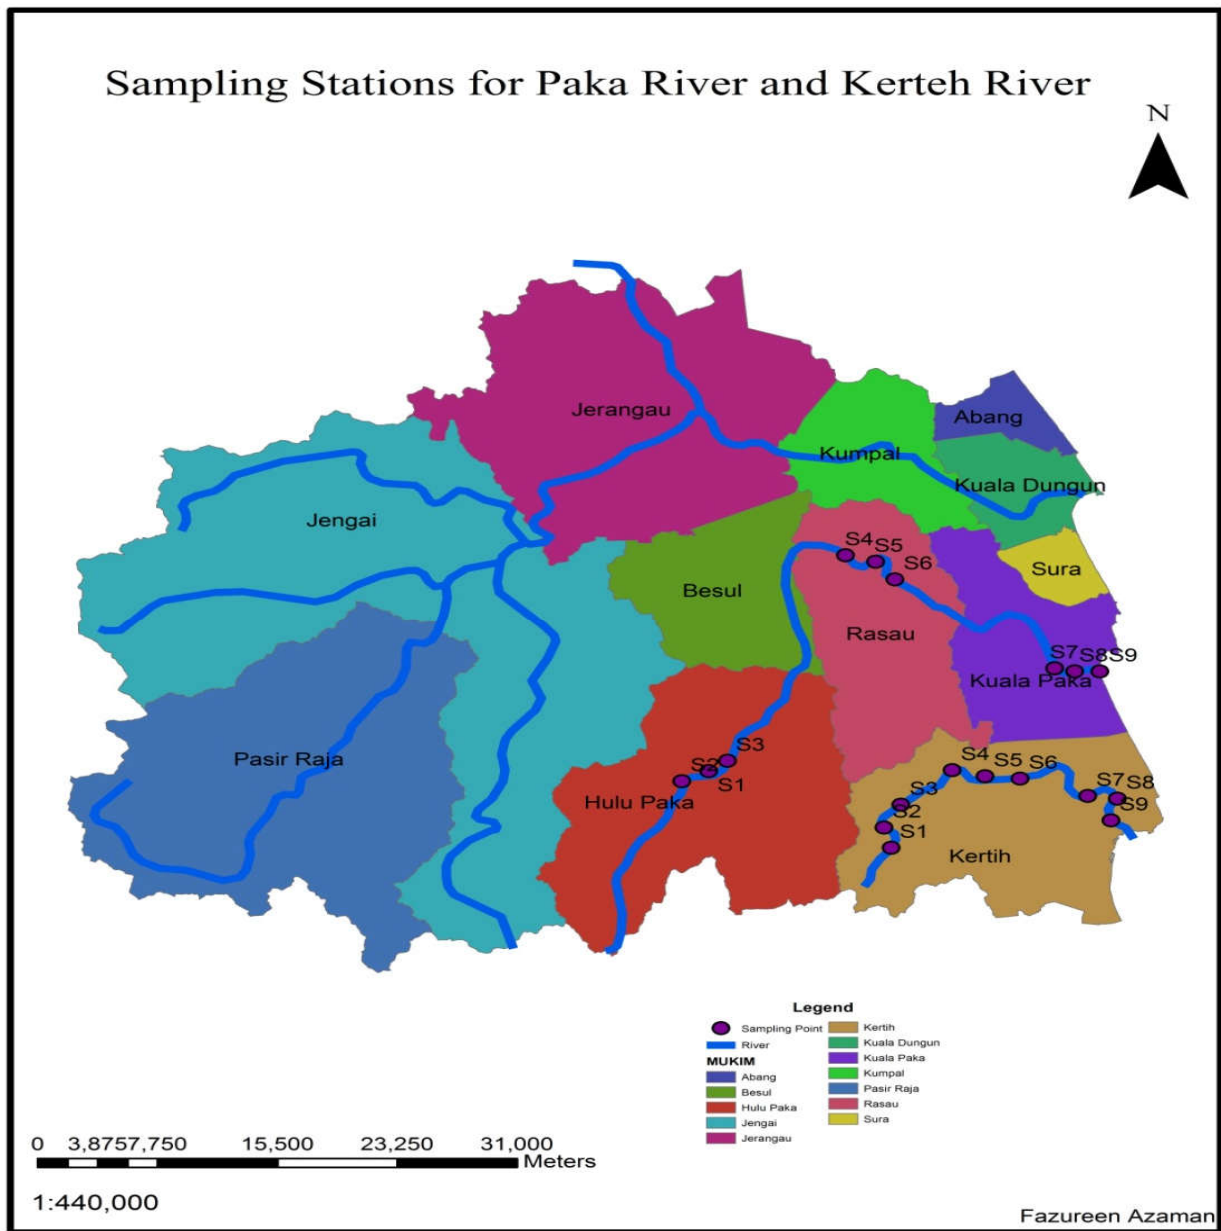 Sampling Stations for Paka River and Kerteh River
N
Jerangau
Abang
Kumpal
Kuala Dungun
Jengai
S4
S5
S6
Sura
Besul
Rasau
S7
S8
S9
Kuala Paka
Pasir Raja
S3
S2
S1
Hulu Paka
S4
S5
S6
S7
S8
S3
S2
S9
S1
Kertih
Legend
Sampling Point
River
MUKIM
Abang
Besul
Hulu Paka
Jengai
Jerangau
Kertih
Kuala Dungun
Kuala Paka
Kumpal
Pasir Raja
Rasau
Sura
0 3,8757,750 15,500 23,250 31,000
Meters
1:440,000
Fazureen Azaman